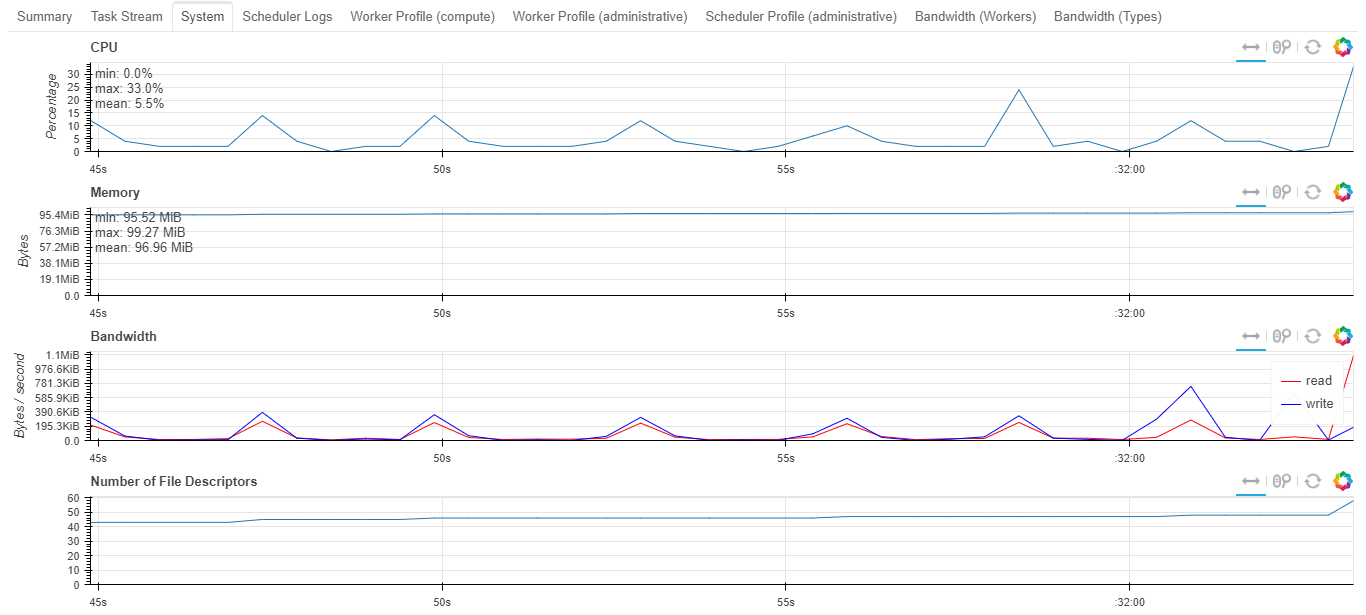 Summary Task Stream System Scheduler Logs Worker Profile (compute) Worker Profile (administrative) Scheduler Profile (administrative) Bandwidth (Workers) Bandwidth (Types)
CPU
Percentage
30
25
20
15
10
5
0
min: 0.0%
max: 33.0%
mean: 5.5%
45s 50s 55s :32:00
Memory
Bytes
95.4MiB
76.3MiB
57.2MiB
38.1MiB
19.1MiB
0.0
min: 95.52 MiB
max: 99.27 MiB
mean: 96.96 MiB
45s 50s 55s :32:00
Bandwidth
Bytes / second
1.1MiB
976.6KiB
781.3KiB
585.9KiB
390.6KiB
195.3KiB
0.0
read
write
45s 50s 55s :32:00
Number of File Descriptors
60
50
40
30
20
10
0
45s 50s 55s :32:00